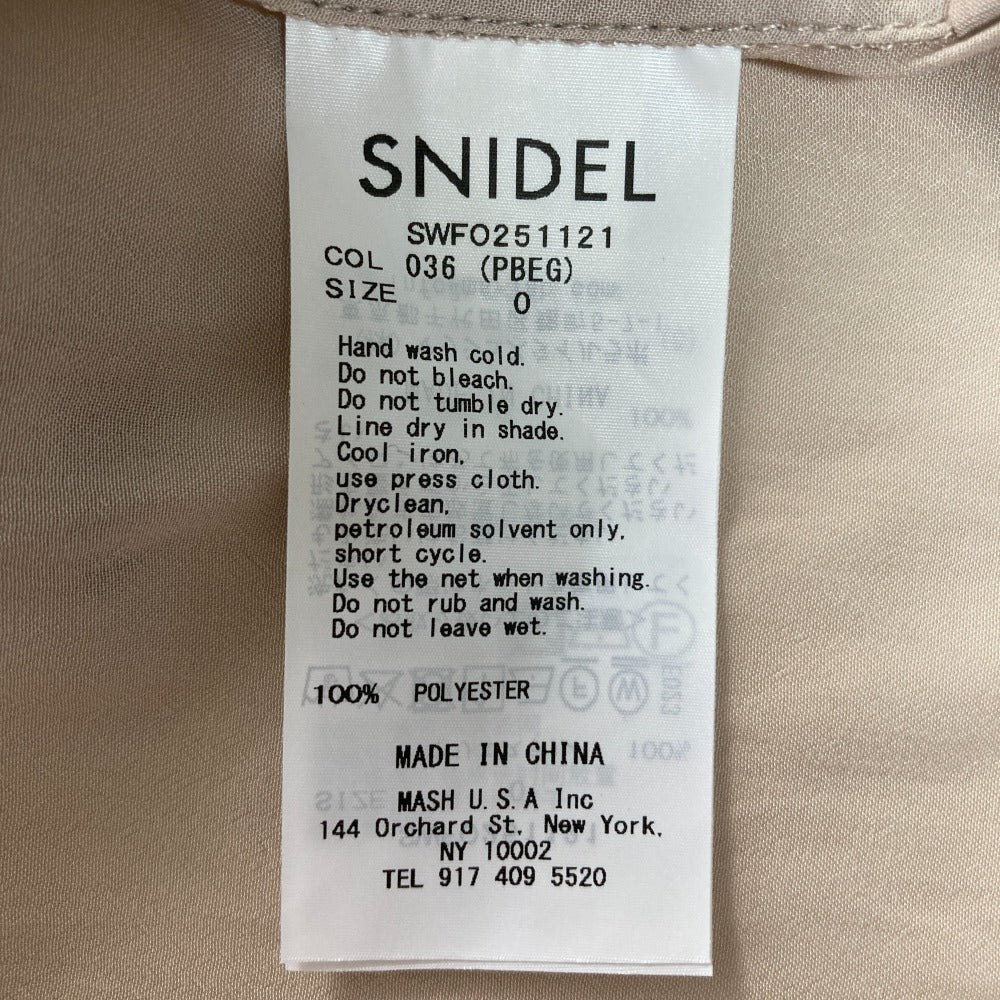 SNIDEL
SWFO251121
COL 036 (PBEG)
SIZE 0
Hand wash cold.
Do not bleach.
Do not tumble dry.
Line dry in shade.
Cool iron,
use press cloth.
Dryclean,
petroleum solvent only,
short cycle.
Use the net when washing.
Do not rub and wash.
Do not leave wet.
100% POLYESTER
MADE IN CHINA
MASH U.S.A Inc
144 Orchard St, New York,
NY 10002
TEL 917 409 5520